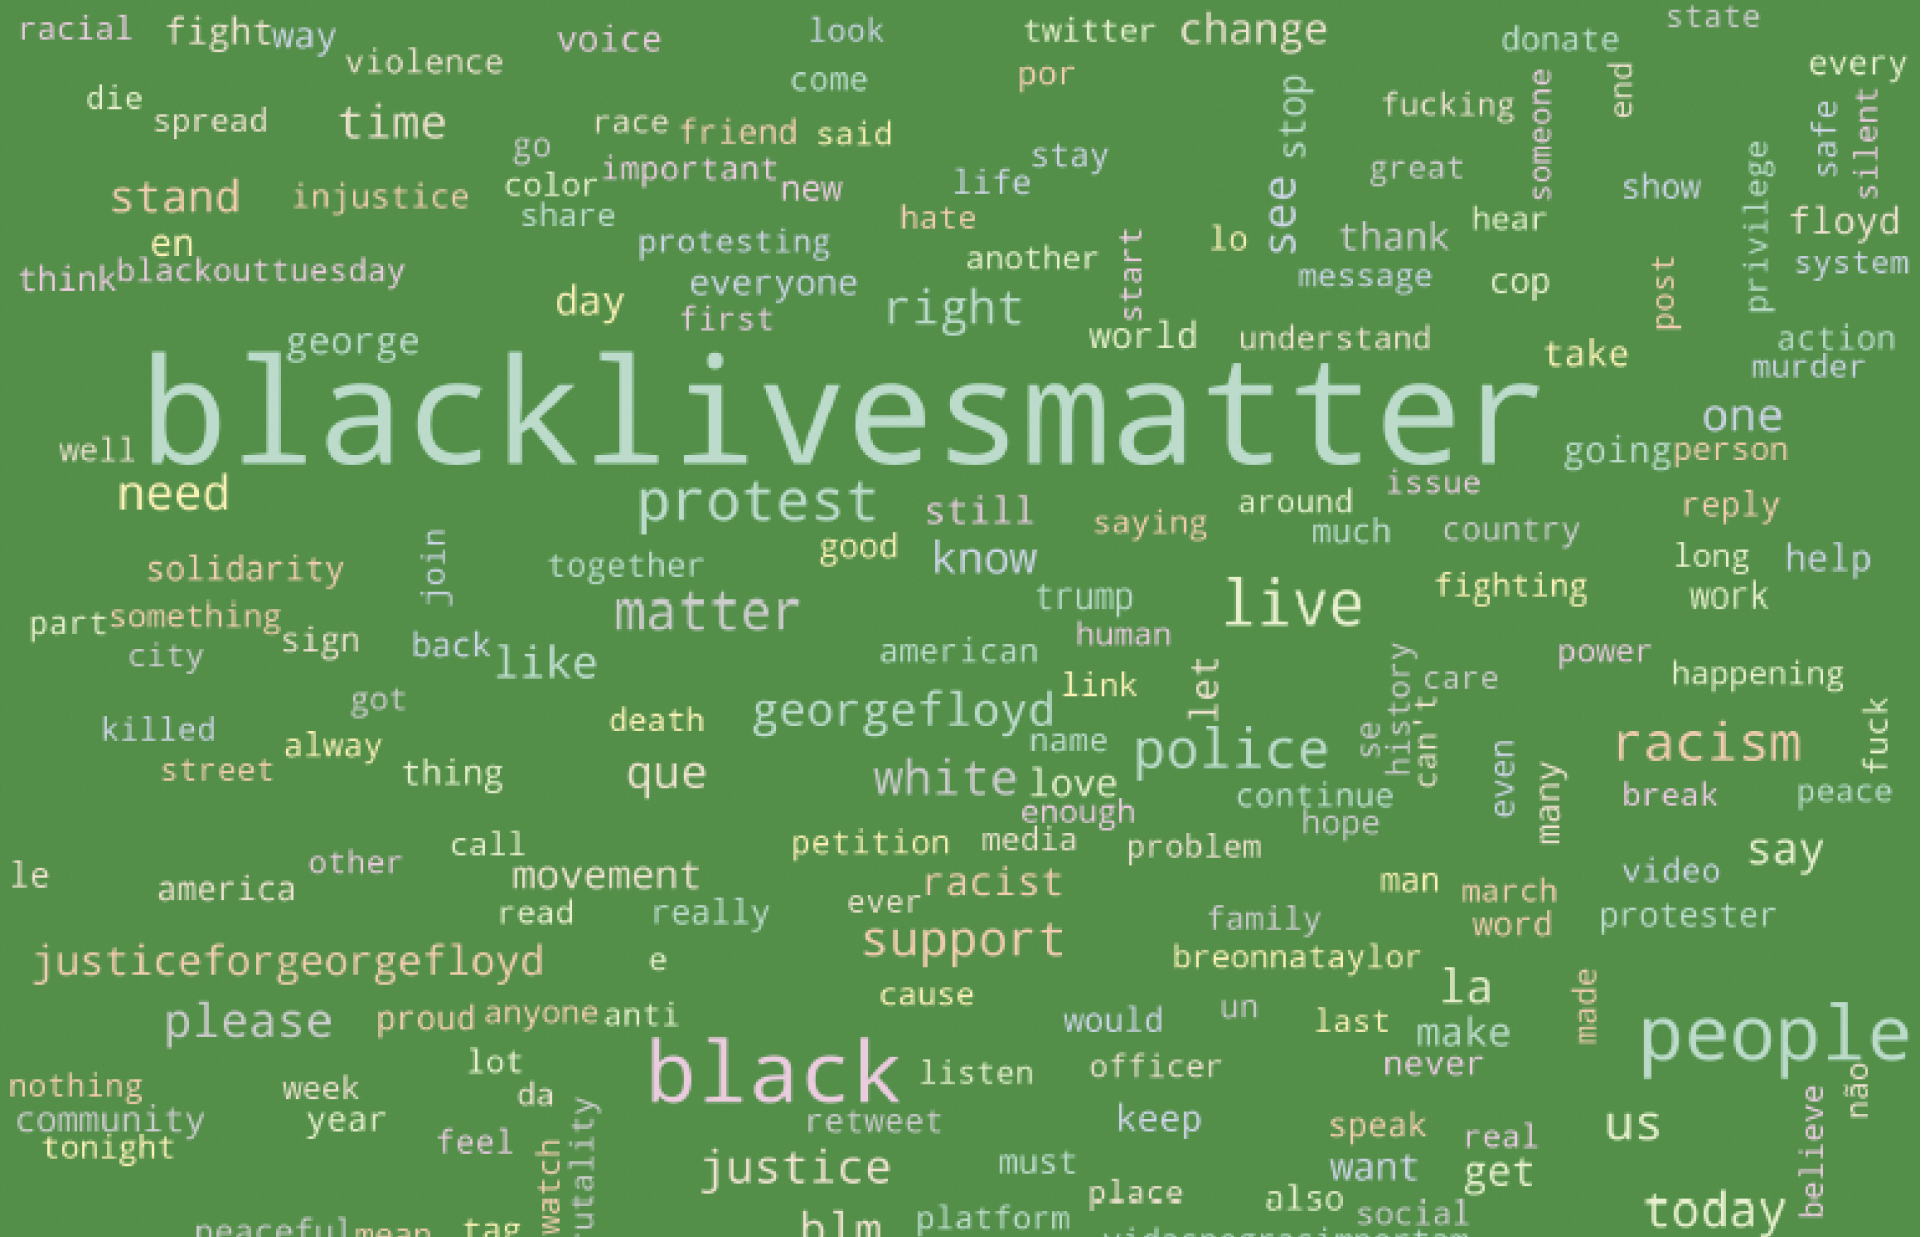 racial fight way violence voice look twitter change donate state
die spread time come por fucking someone end every
race friend said stop safe silent
go important color new life stay great show privilege
stand injustice share hate see hear floyd
en protesting another lo thank system
think blackouttuesday everyone start message cop post
day first right world understand take action
george murder
blacklivesmatter one
well going person
need protest still saying around issue reply
good know much country long help
solidarity join together trump live fighting work
part something sign matter human
city back like american power happening
got link let history care
killed alway death georgefloyd name police se can't racism fuck
street thing que white love continue even many break peace
enough hope
call petition media problem say
le other america movement racist man march video
read really ever family word protester
justiceforgeorgefloyd e support breonnataylor
cause la made
please proud anyone anti would un last make people
lot black listen officer never não
nothing week da
community year retweet keep speak us believe
tonight feel watch real
justice must want get
place also today
peaceful mean tag blm platform social